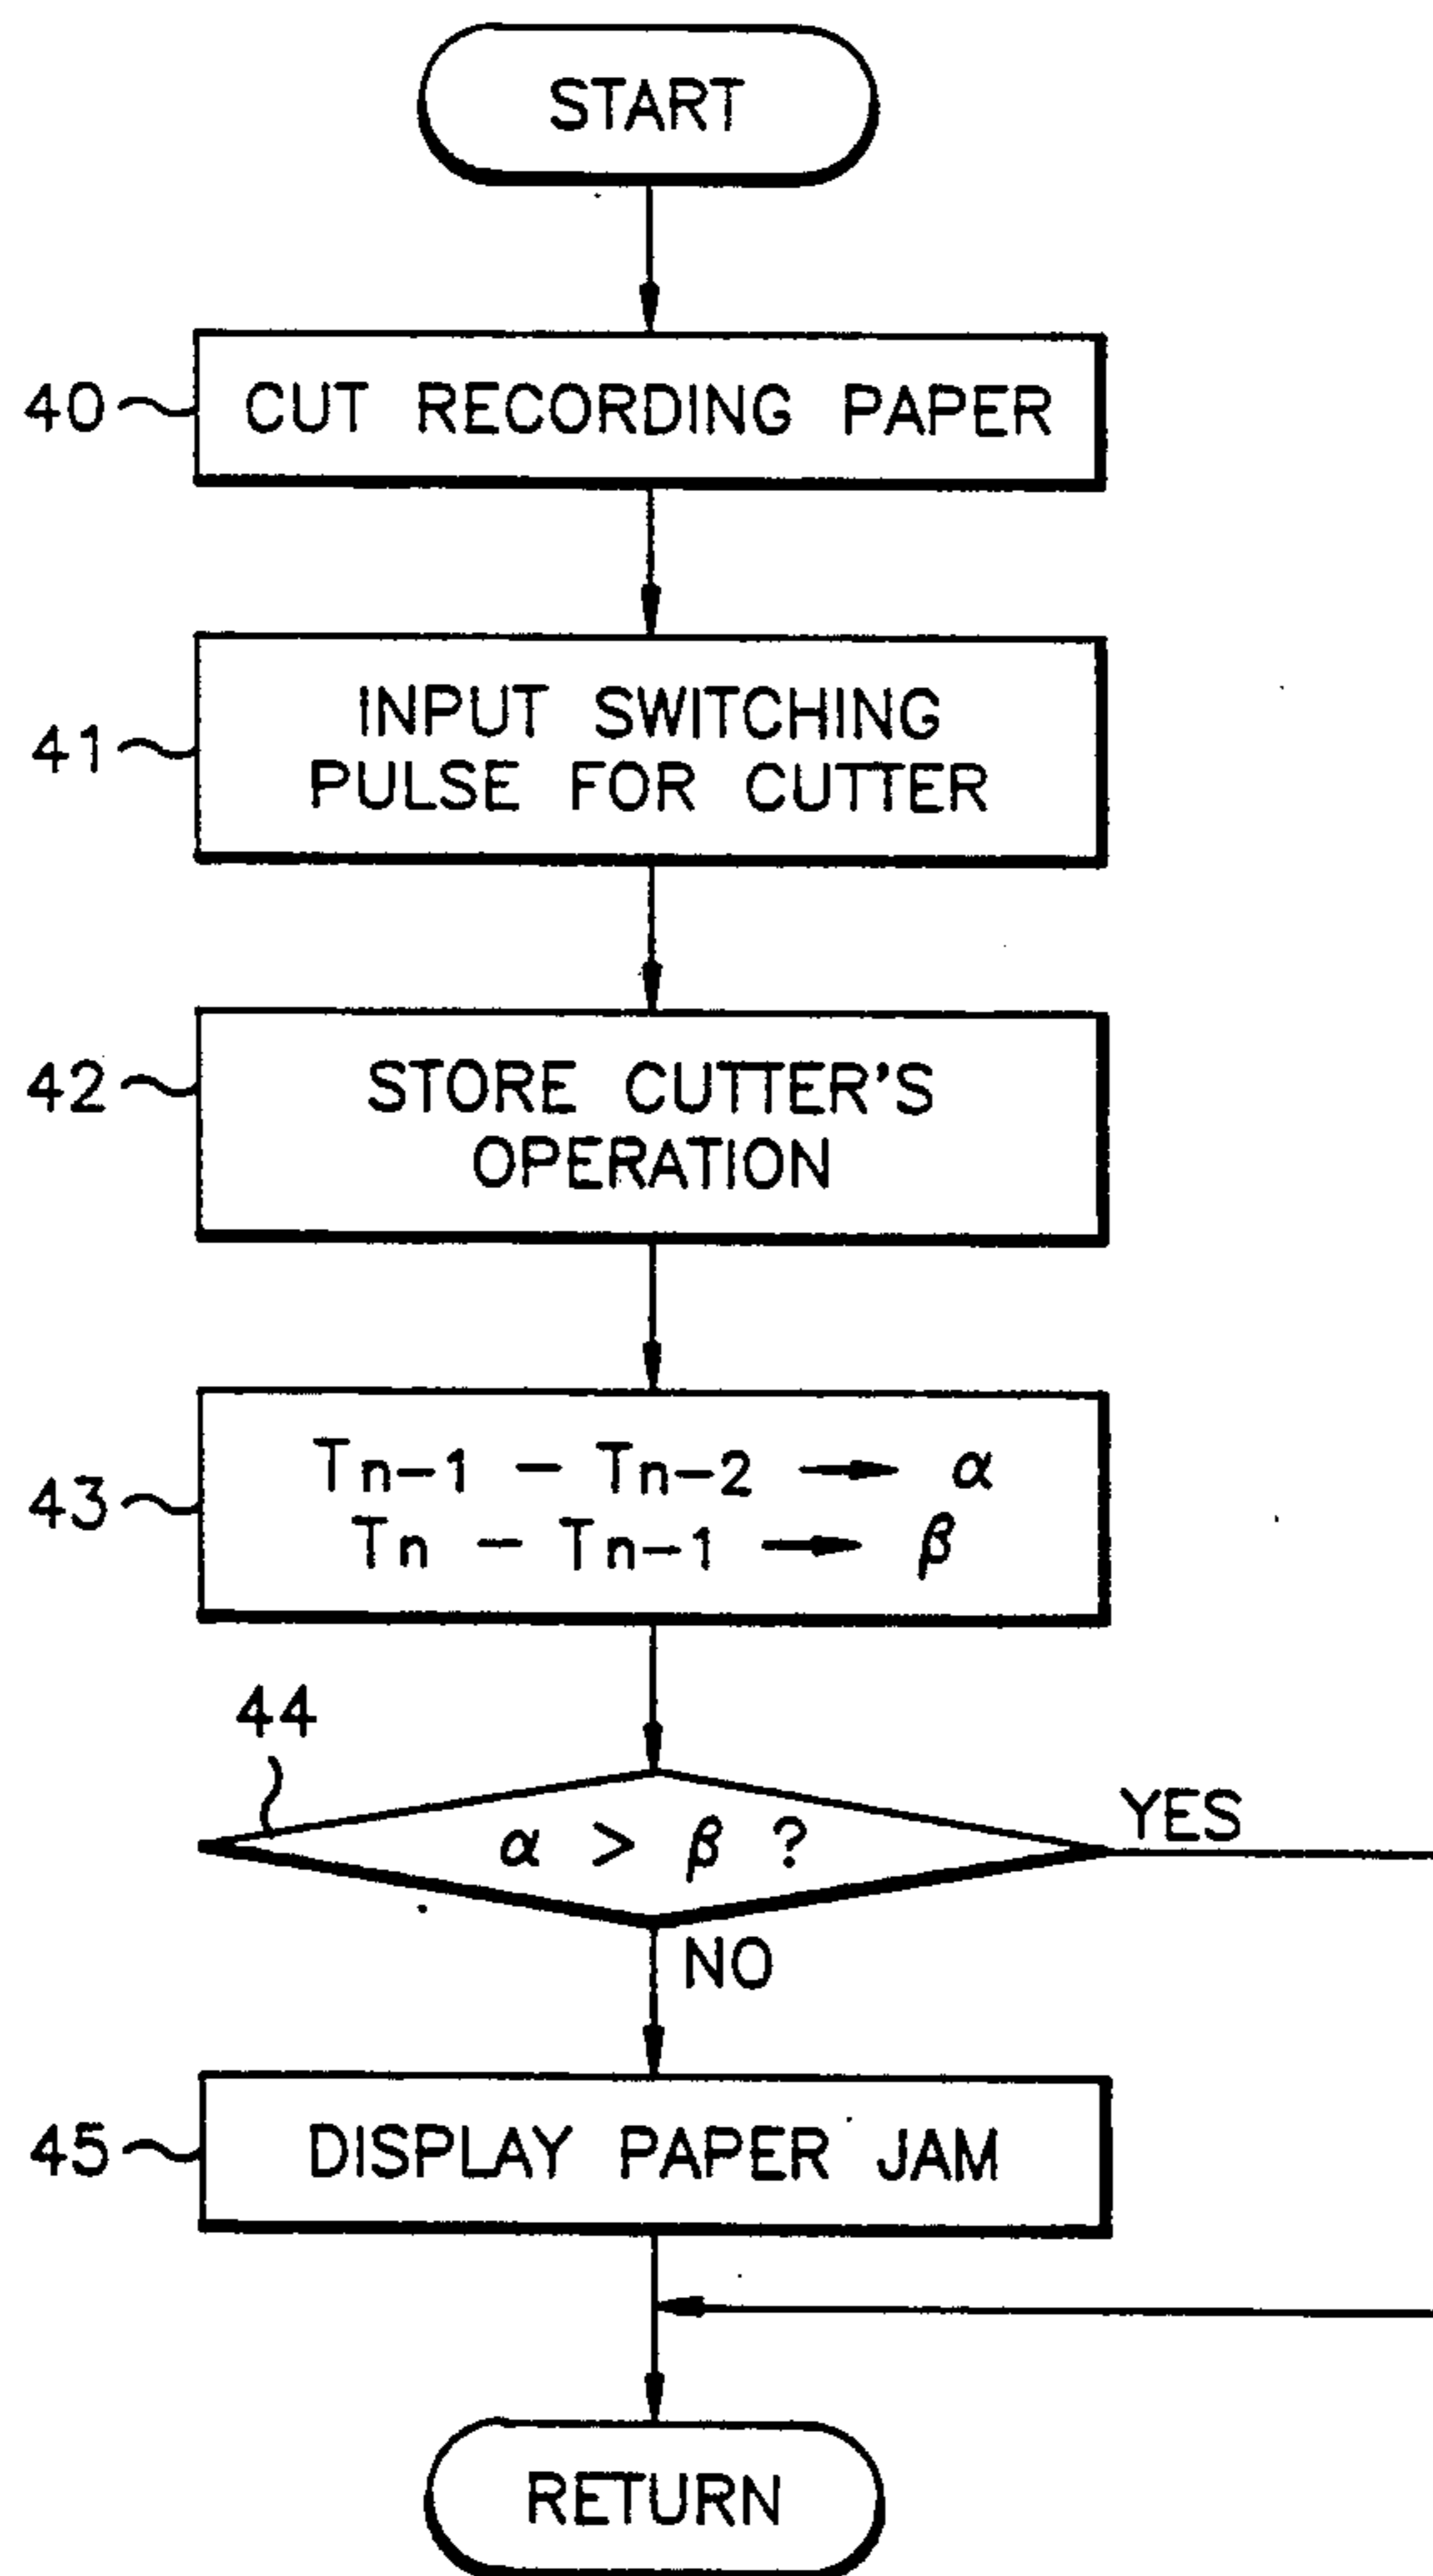 START
40 CUT RECORDING PAPER
41 INPUT SWITCHING
PULSE FOR CUTTER
42 STORE CUTTER'S
OPERATION
43 Tn-1 - Tn-2 → α
Tn - Tn-1 → β
44
α > β ?
YES
NO
45 DISPLAY PAPER JAM
RETURN